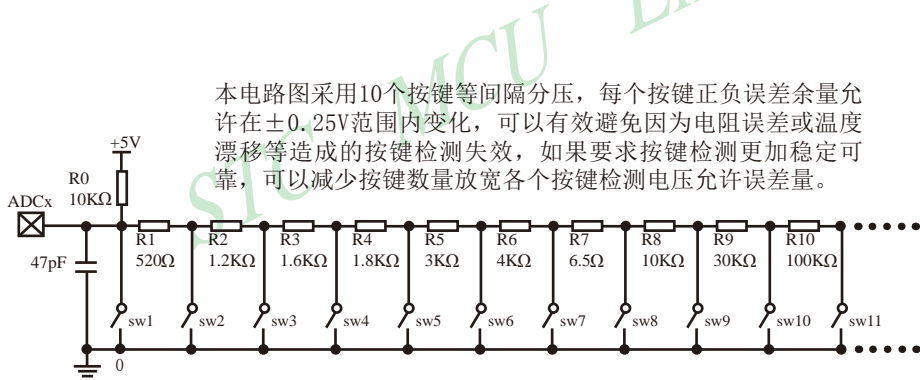 STC MCU
本电路图采用10个按键等间隔分压，每个按键正负误差余量允
许在±0.25V范围内变化，可以有效避免因为电阻误差或温度
漂移等造成的按键检测失效，如果要求按键检测更加稳定可
靠，可以减少按键数量放宽各个按键检测电压允许误差量。
+5V
R0
10KΩ
ADCx
R1 R2 R3 R4 R5 R6 R7 R8 R9 R10
47pF 520Ω 1.2KΩ 1.6KΩ 1.8KΩ 3KΩ 4KΩ 6.5Ω 10KΩ 30KΩ 100KΩ
sw1 sw2 sw3 sw4 sw5 sw6 sw7 sw8 sw9 sw10 sw11
0